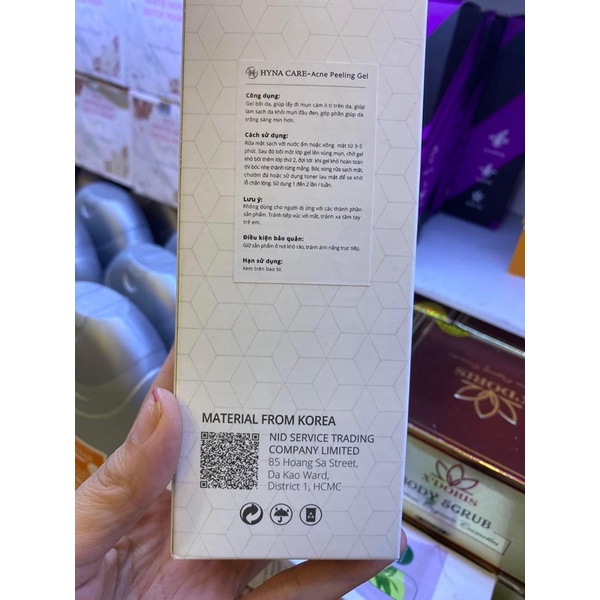 HYNA CARE-Acne Peeling Gel
Công dụng:
Gel bôi da, giúp lấy đi mụn cám li ti trên da, giúp
làm sạch da khỏi mụn đầu đen, góp phần giúp da
trông sáng mịn hơn.
Cách sử dụng:
Rửa mặt sạch với nước ấm hoặc xông mặt từ 3-5
phút. Sau đó bôi một lớp gel lên vùng mụn, chờ gel
khô bôi thêm lớp thứ 2, đợi tới khi gel khô hoàn toàn
thì bóc nhẹ thành từng mảng. Bóc xong rửa sạch mặt,
chườm đá hoặc sử dụng toner lau mặt để se khít
lỗ chân lông. Sử dụng 1 đến 2 lần / tuần.
Lưu ý:
Không dùng cho người dị ứng với các thành phần
sản phẩm. Tránh tiếp xúc với mắt, tránh xa tầm tay
trẻ em.
Điều kiện bảo quản:
Giữ sản phẩm ở nơi khô ráo, tránh ánh nắng trực tiếp.
Hạn sử dụng:
Xem trên bao bì.
MATERIAL FROM KOREA
NID SERVICE TRADING
COMPANY LIMITED
85 Hoang Sa Street,
Da Kao Ward,
District 1, HCMC
X'DORIS
BODY SCRUB